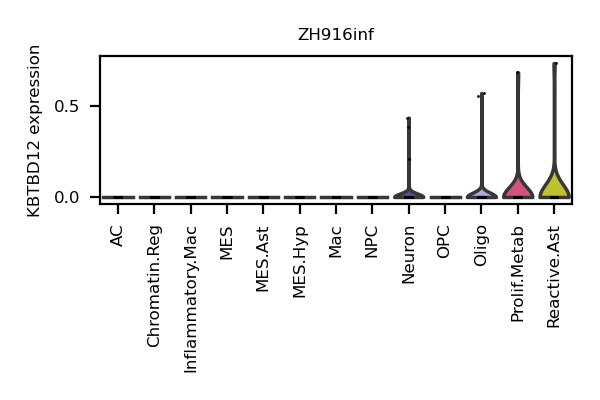 ZH916inf
KBTBD12 expression
0.5
0.0
AC
Chromatin.Reg
Inflammatory.Mac
MES
MES.Ast
MES.Hyp
Mac
NPC
Neuron
OPC
Oligo
Prolif.Metab
Reactive.Ast